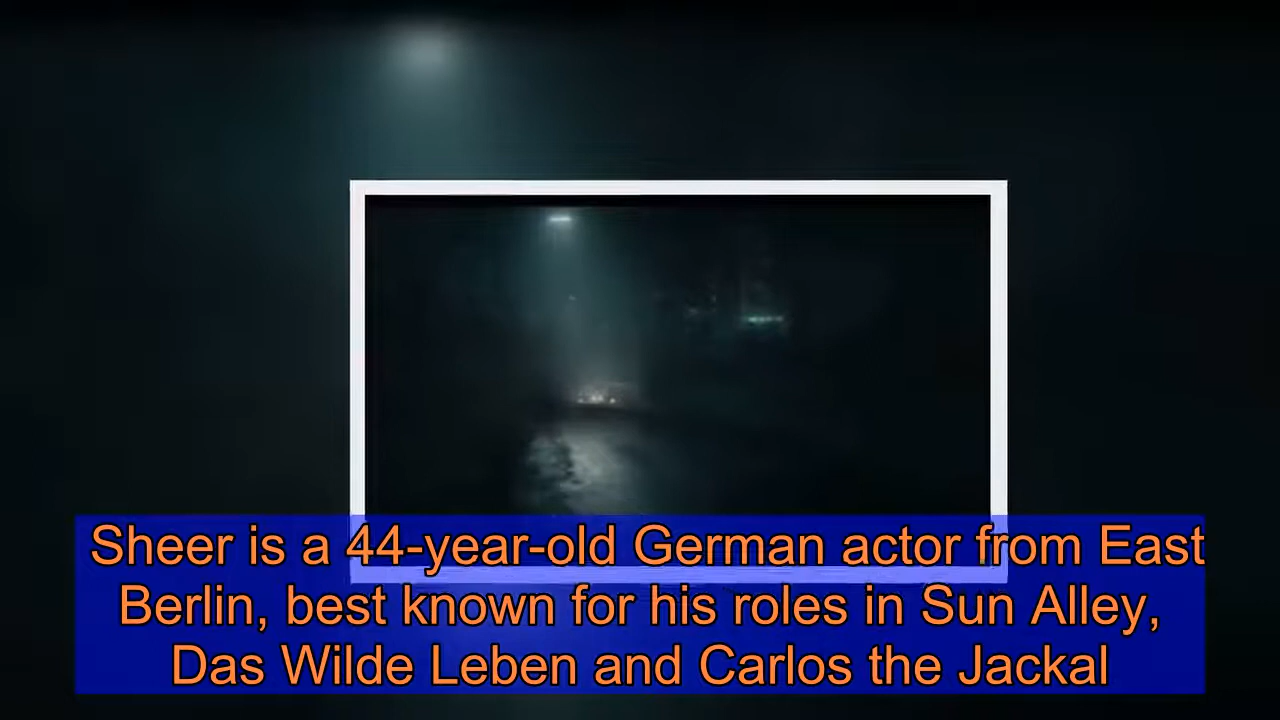 Sheer is a 44-year-old German actor from East
Berlin, best known for his roles in Sun Alley,
Das Wilde Leben and Carlos the Jackal